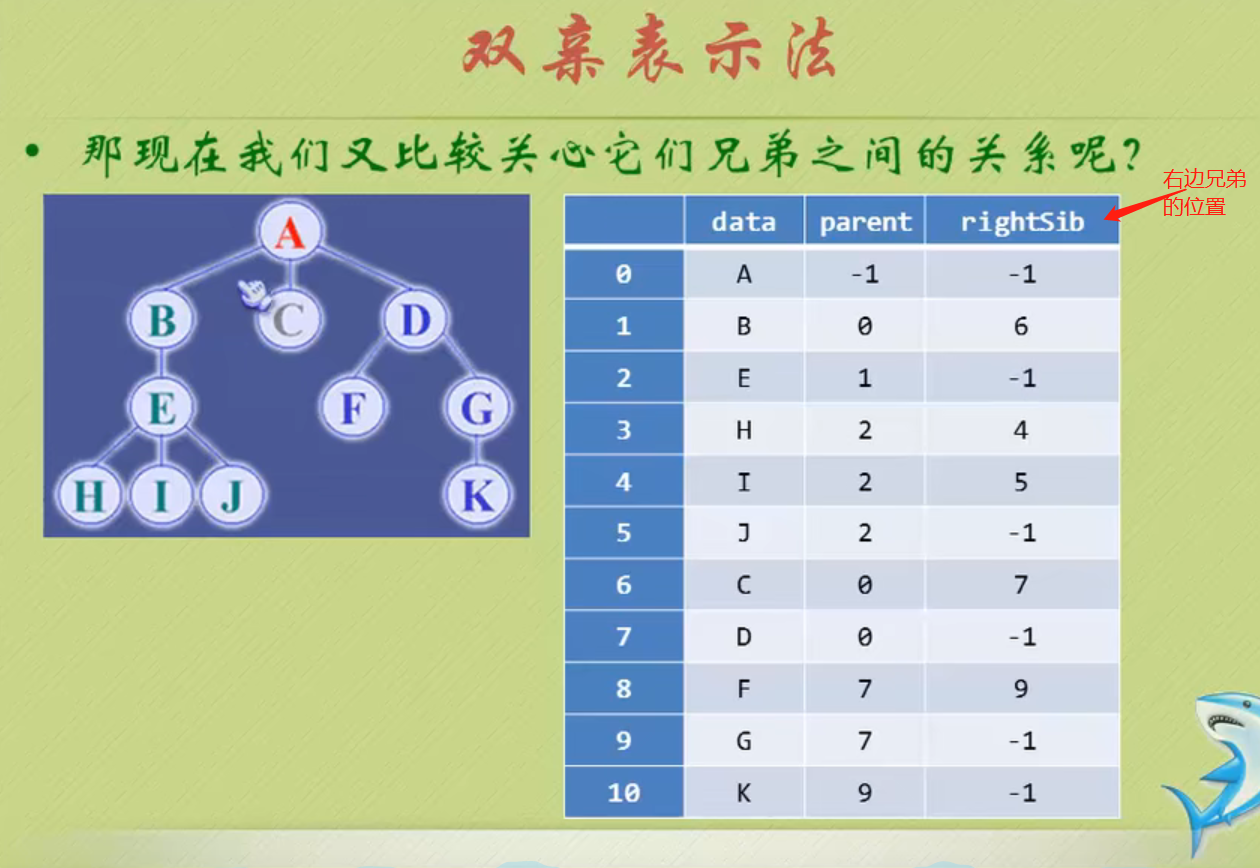 双亲表示法
• 那现在我们又比较关心它们兄弟之间的关系呢?
右边兄弟
的位置
A
B C D
E F G
H I J K
data parent rightSib
0 A -1 -1
1 B 0 6
2 E 1 -1
3 H 2 4
4 I 2 5
5 J 2 -1
6 C 0 7
7 D 0 -1
8 F 7 9
9 G 7 -1
10 K 9 -1